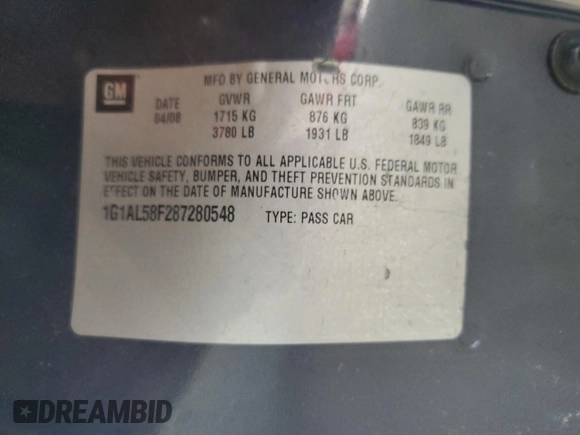 GM
MFD BY GENERAL MOTORS CORP.
DATE GVWR GAWR FRT GAWR RR
04/08 1715 KG 876 KG 839 KG
3780 LB 1931 LB 1849 LB
THIS VEHICLE CONFORMS TO ALL APPLICABLE U.S. FEDERAL MOTOR
VEHICLE SAFETY, BUMPER, AND THEFT PREVENTION STANDARDS IN
EFFECT ON THE DATE OF MANUFACTURE SHOWN ABOVE.
1G1AL58F287280548 TYPE: PASS CAR
DREAMBID